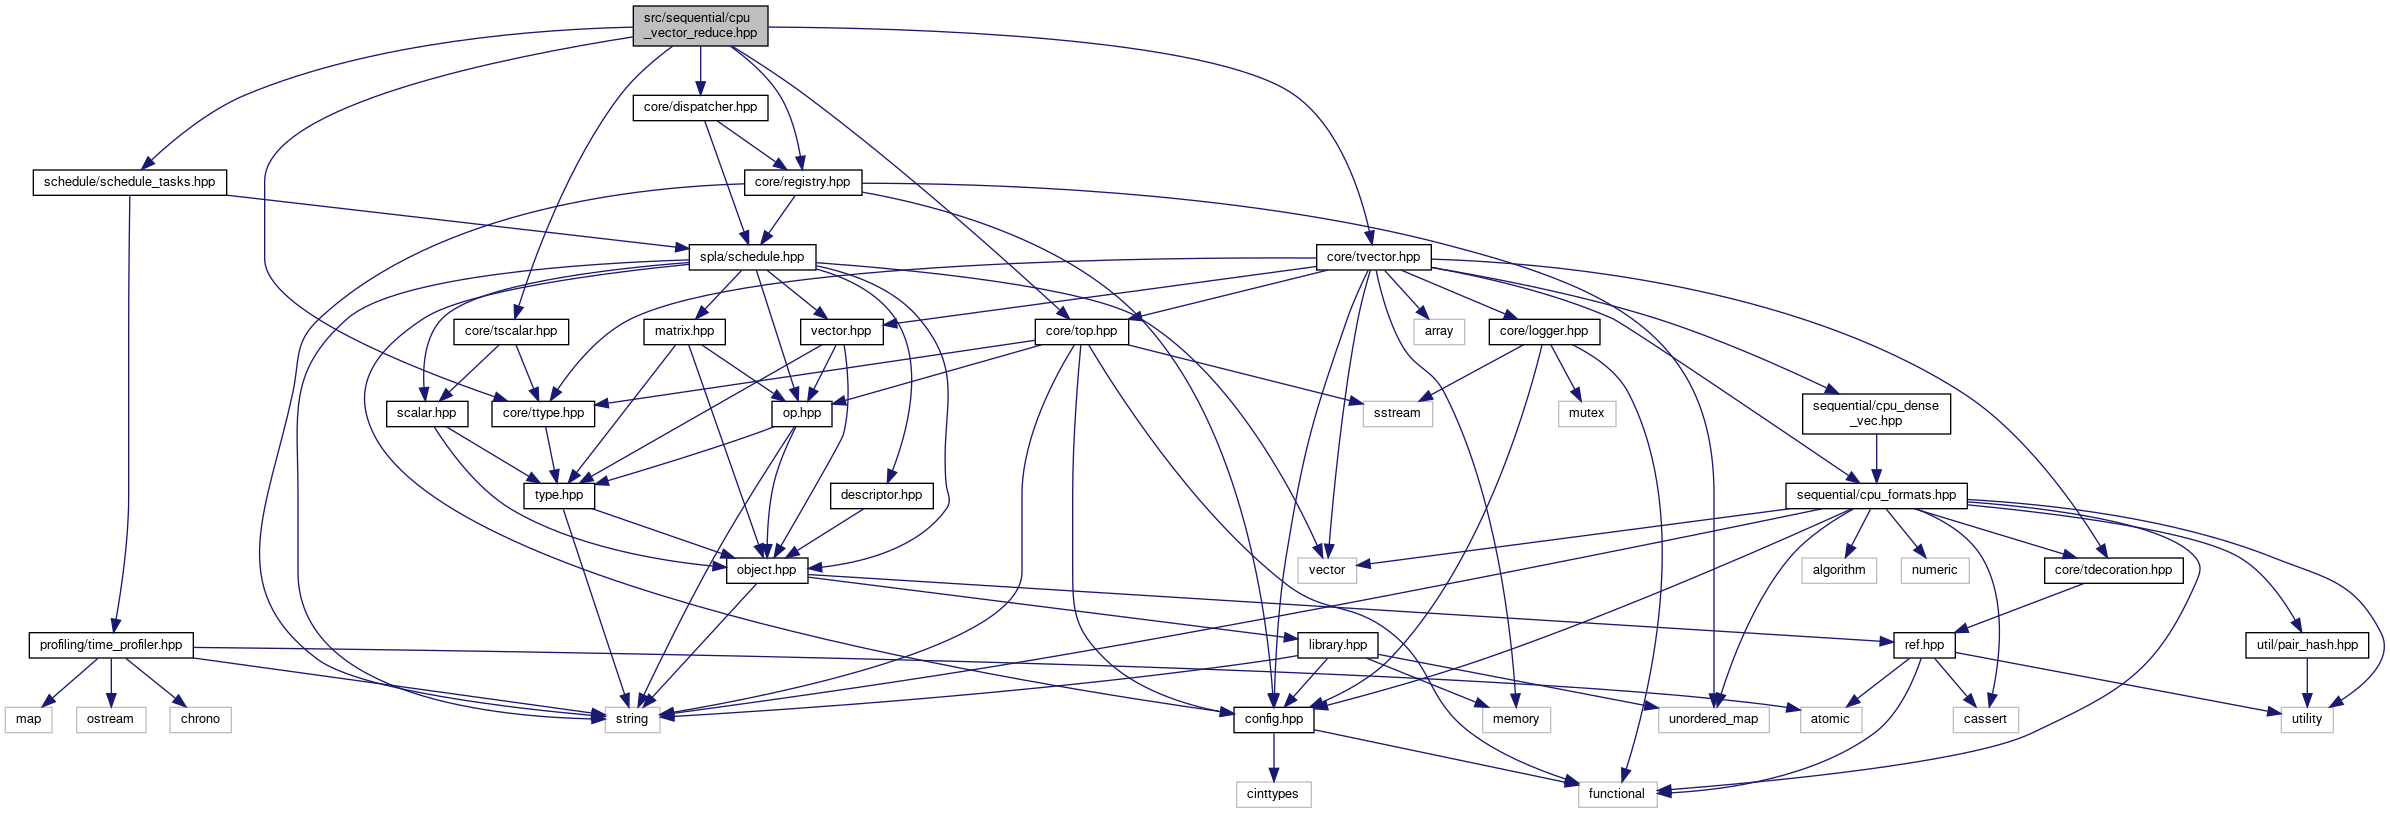 src/sequential/cpu
_vector_reduce.hpp
core/dispatcher.hpp
schedule/schedule_tasks.hpp
core/registry.hpp
spla/schedule.hpp
core/tvector.hpp
core/tscalar.hpp
matrix.hpp
vector.hpp
core/top.hpp
array
core/logger.hpp
scalar.hpp
core/ttype.hpp
op.hpp
sstream
mutex
sequential/cpu_dense
_vec.hpp
type.hpp
descriptor.hpp
sequential/cpu_formats.hpp
object.hpp
vector
algorithm
numeric
core/tdecoration.hpp
profiling/time_profiler.hpp
library.hpp
ref.hpp
util/pair_hash.hpp
map
ostream
chrono
string
config.hpp
memory
unordered_map
atomic
cassert
utility
cinttypes
functional